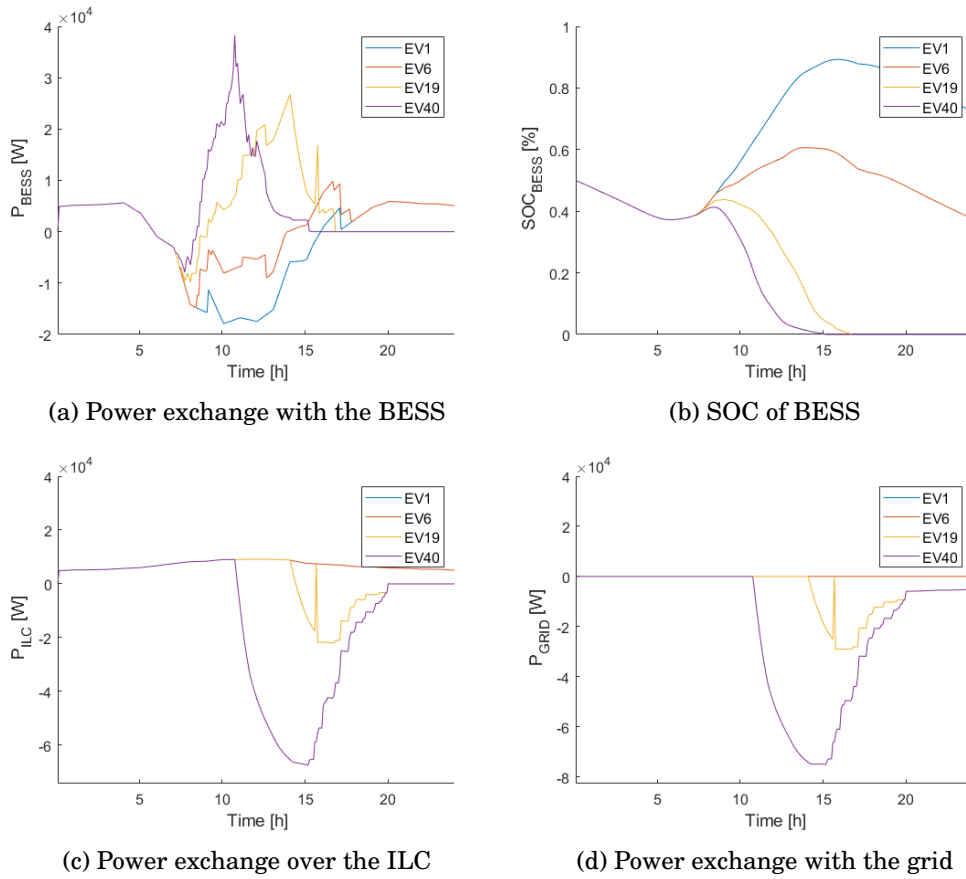 ×10⁴
4
3
2
1
0
-1
-2
P_BESS [W]
5
10
15
20
Time [h]
EV1
EV6
EV19
EV40
(a) Power exchange with the BESS
1
0.8
0.6
0.4
0.2
0
SOC_BESS [%]
5
10
15
20
Time [h]
EV1
EV6
EV19
EV40
(b) SOC of BESS
×10⁴
4
2
0
-2
-4
-6
P_ILC [W]
5
10
15
20
Time [h]
EV1
EV6
EV19
EV40
(c) Power exchange over the ILC
×10⁴
4
2
0
-2
-4
-6
-8
P_GRID [W]
5
10
15
20
Time [h]
EV1
EV6
EV19
EV40
(d) Power exchange with the grid